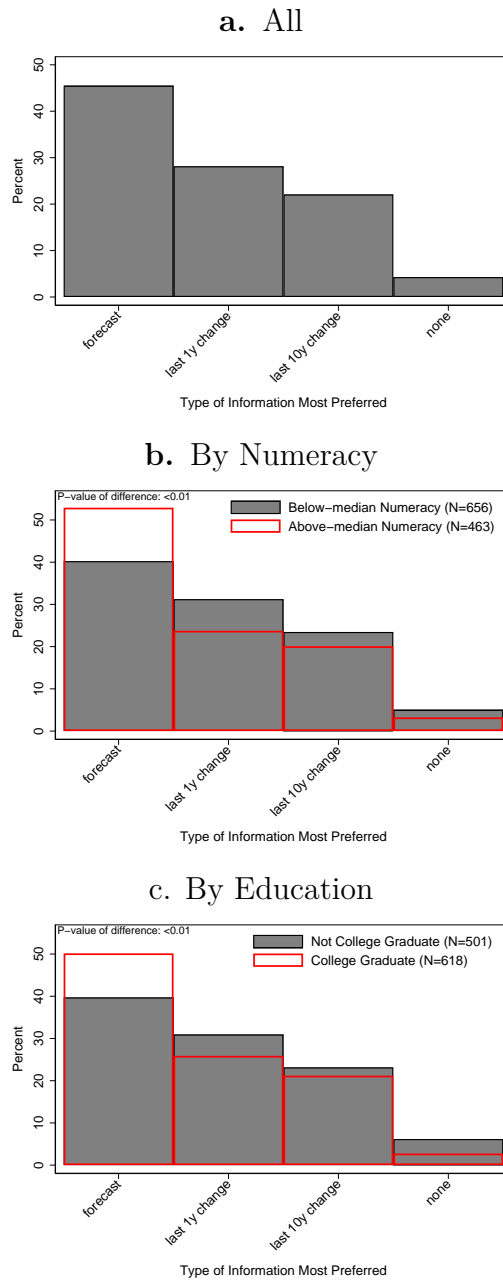 a. All
50
40
30
20
10
0
Percent
forecast
last 1y change
last 10y change
none
Type of Information Most Preferred
b. By Numeracy
P−value of difference: <0.01
Below−median Numeracy (N=656)
Above−median Numeracy (N=463)
50
40
30
20
10
0
Percent
forecast
last 1y change
last 10y change
none
Type of Information Most Preferred
c. By Education
P−value of difference: <0.01
Not College Graduate (N=501)
College Graduate (N=618)
50
40
30
20
10
0
Percent
forecast
last 1y change
last 10y change
none
Type of Information Most Preferred